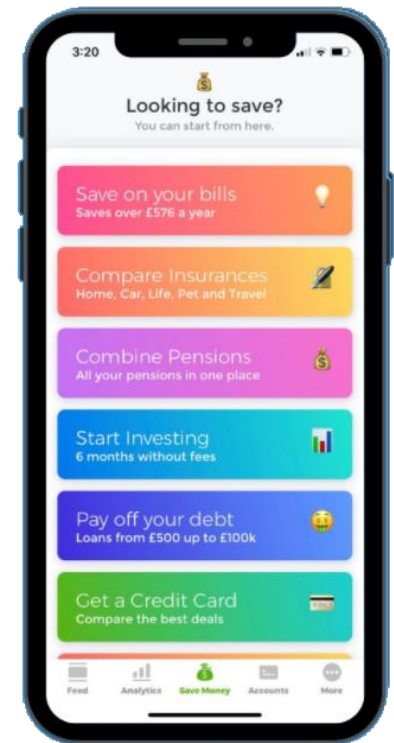 3:20
Looking to save?
You can start from here.
Save on your bills
Saves over £576 a year
Compare Insurances
Home, Car, Life, Pet and Travel
Combine Pensions
All your pensions in one place
Start Investing
6 months without fees
Pay off your debt
Loans from £500 up to £100k
Get a Credit Card
Compare the best deals
Feed Analytics Save Money Accounts More